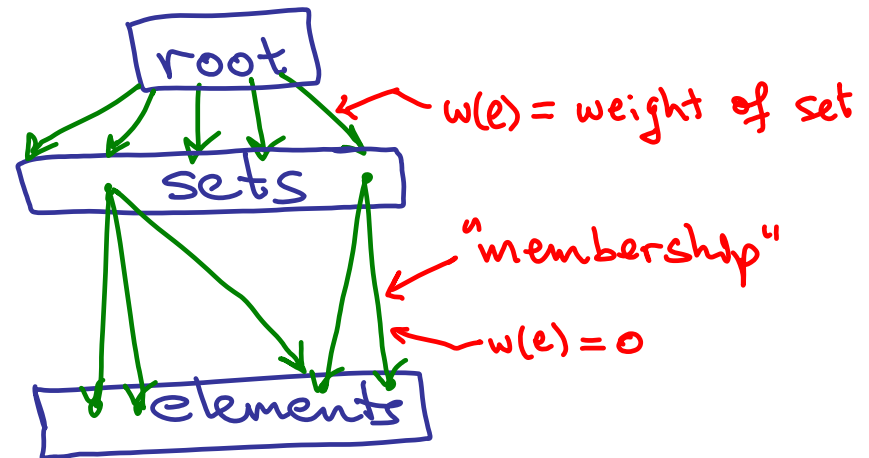 root
w(e) = weight of set
sets
"membership"
w(e) = 0
elements